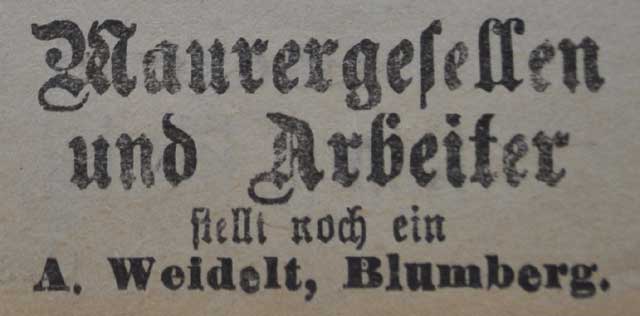 Maurergesellen
und Arbeiter
stellt noch ein
A. Weidelt, Blumberg.